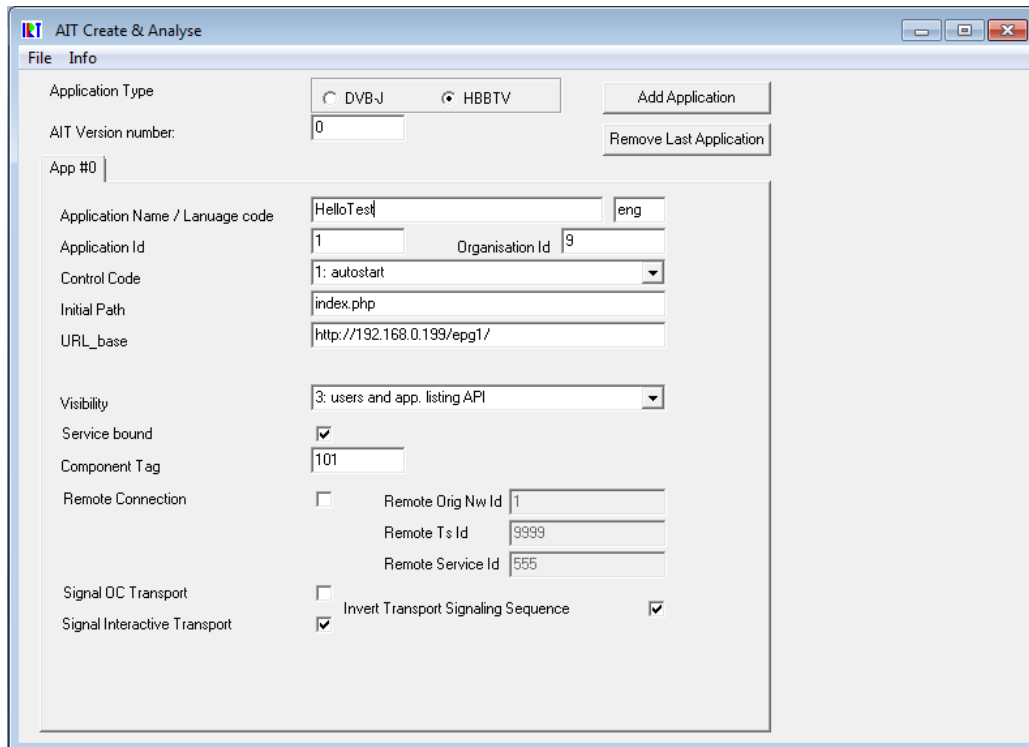 IRT AIT Create & Analyse
File Info
Application Type DVB-J HBBTV Add Application
AIT Version number: 0 Remove Last Application
App #0
Application Name / Lanuage code HelloTest eng
Application Id 1 Organisation Id 9
Control Code 1: autostart
Initial Path index.php
URL_base http://192.168.0.199/epg1/
Visibility 3: users and app. listing API
Service bound
Component Tag 101
Remote Connection Remote Orig Nw Id 1
Remote Ts Id 9999
Remote Service Id 555
Signal OC Transport
Invert Transport Signaling Sequence
Signal Interactive Transport